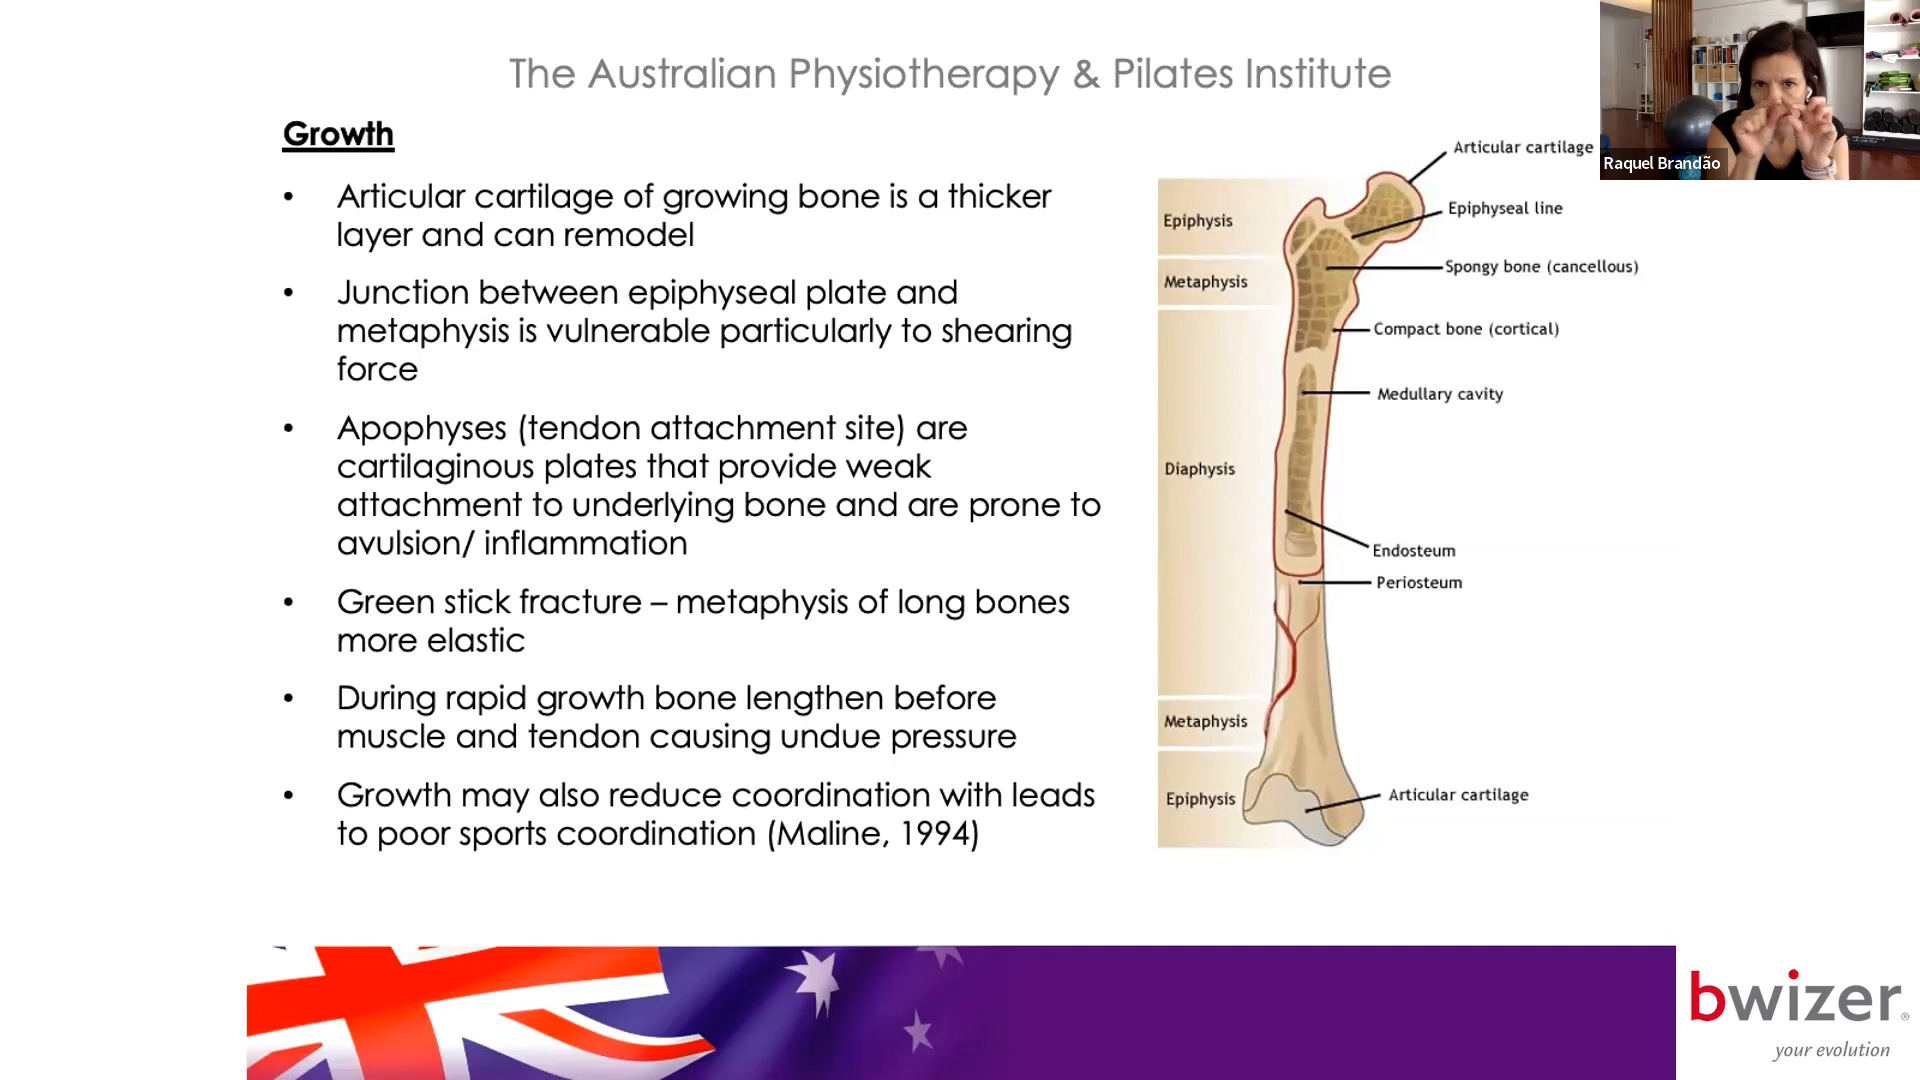 The Australian Physiotherapy & Pilates Institute
Growth
• Articular cartilage of growing bone is a thicker
layer and can remodel
• Junction between epiphyseal plate and
metaphysis is vulnerable particularly to shearing
force
• Apophyses (tendon attachment site) are
cartilaginous plates that provide weak
attachment to underlying bone and are prone to
avulsion/ inflammation
• Green stick fracture – metaphysis of long bones
more elastic
• During rapid growth bone lengthen before
muscle and tendon causing undue pressure
• Growth may also reduce coordination with leads
to poor sports coordination (Maline, 1994)
Articular cartilage
Epiphysis
Epiphyseal line
Spongy bone (cancellous)
Metaphysis
Compact bone (cortical)
Medullary cavity
Diaphysis
Endosteum
Periosteum
Metaphysis
Epiphysis
Articular cartilage
Raquel Brandão
bwizer®
your evolution